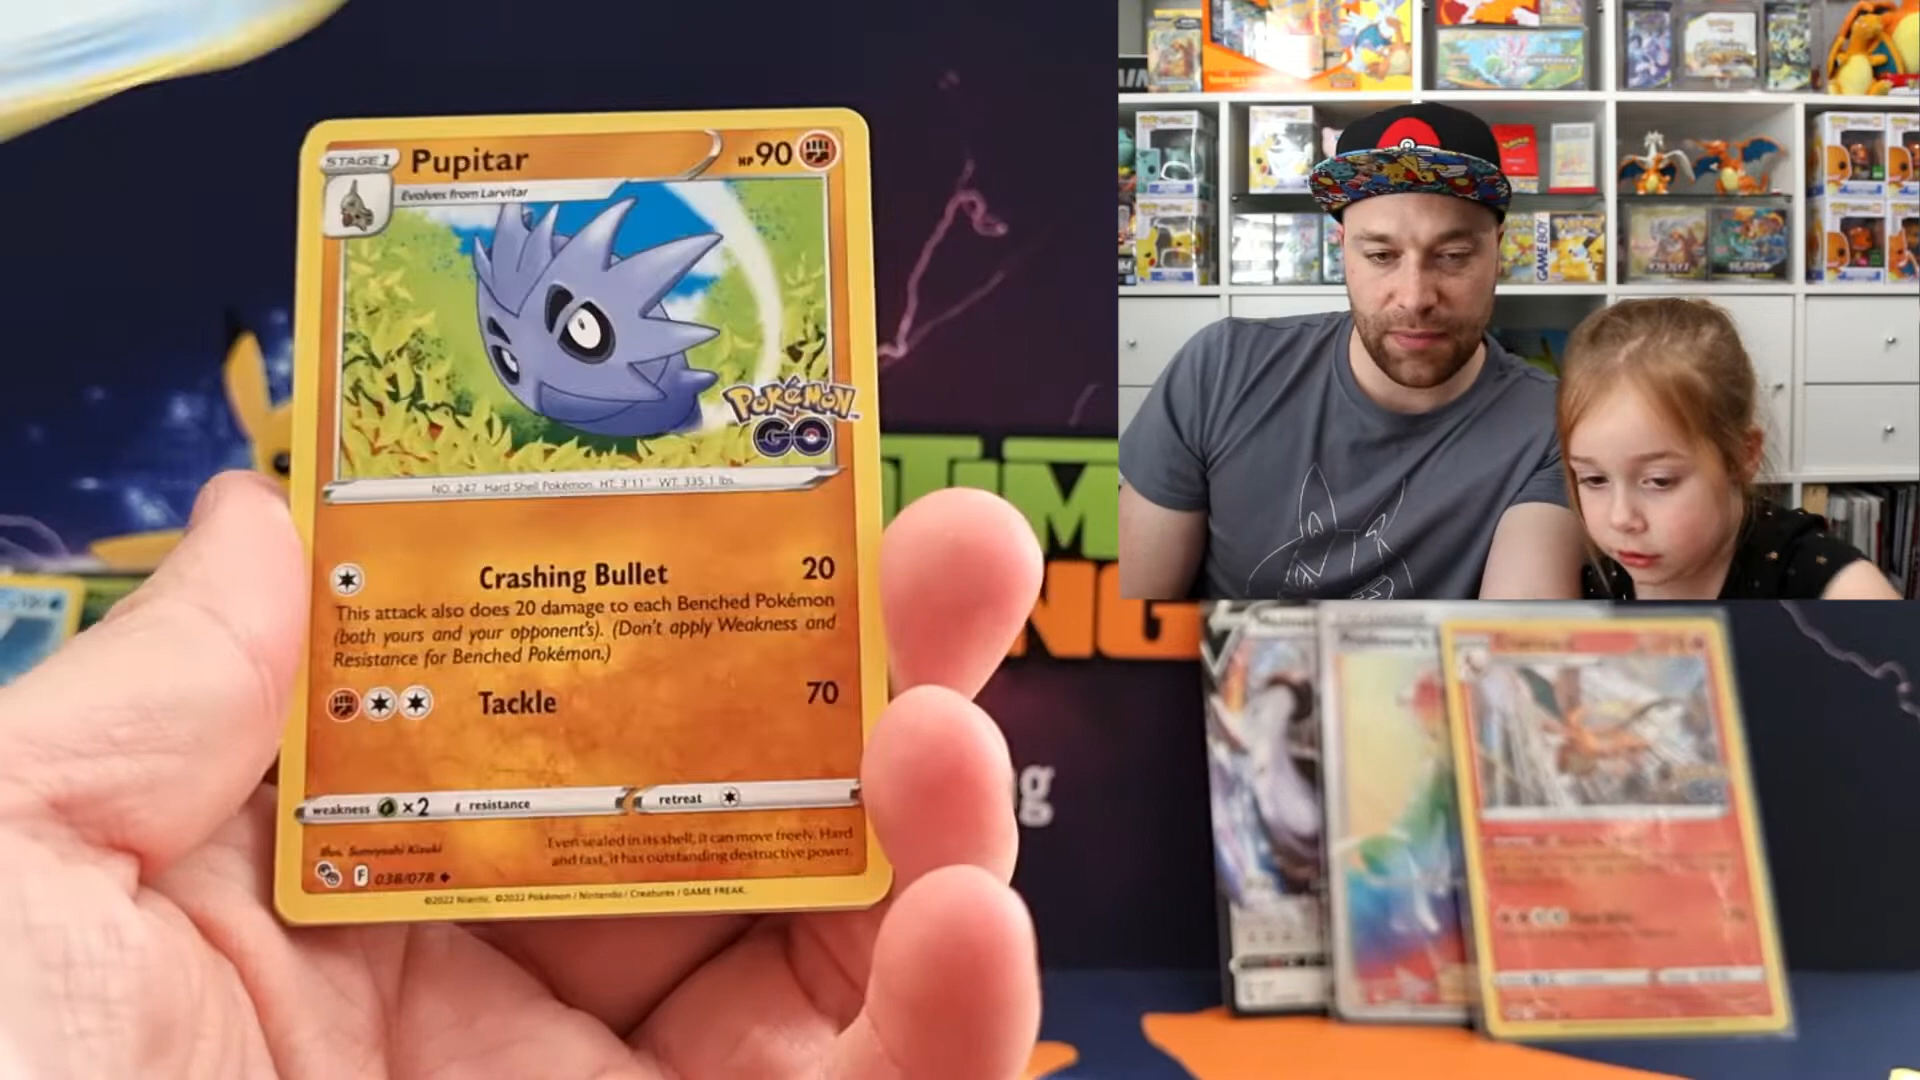 STAGE 1
Pupitar
HP 90
Evolves from Larvitar
POKÉMON
GO
NO. 247 Hard Shell Pokémon. HT: 3'11" WT: 335.1 lbs.
Crashing Bullet 20
This attack also does 20 damage to each Benched Pokémon
(both yours and your opponent's). (Don't apply Weakness and
Resistance for Benched Pokémon.)
Tackle 70
weakness ×2 resistance retreat
Even sealed in its shell, it can move freely. Hard
and fast, it has outstanding destructive power.
F 038/078
©2022 Niantic, ©2022 Pokémon / Nintendo / Creatures / GAME FREAK.
TIM
NG
g
GAME BOY